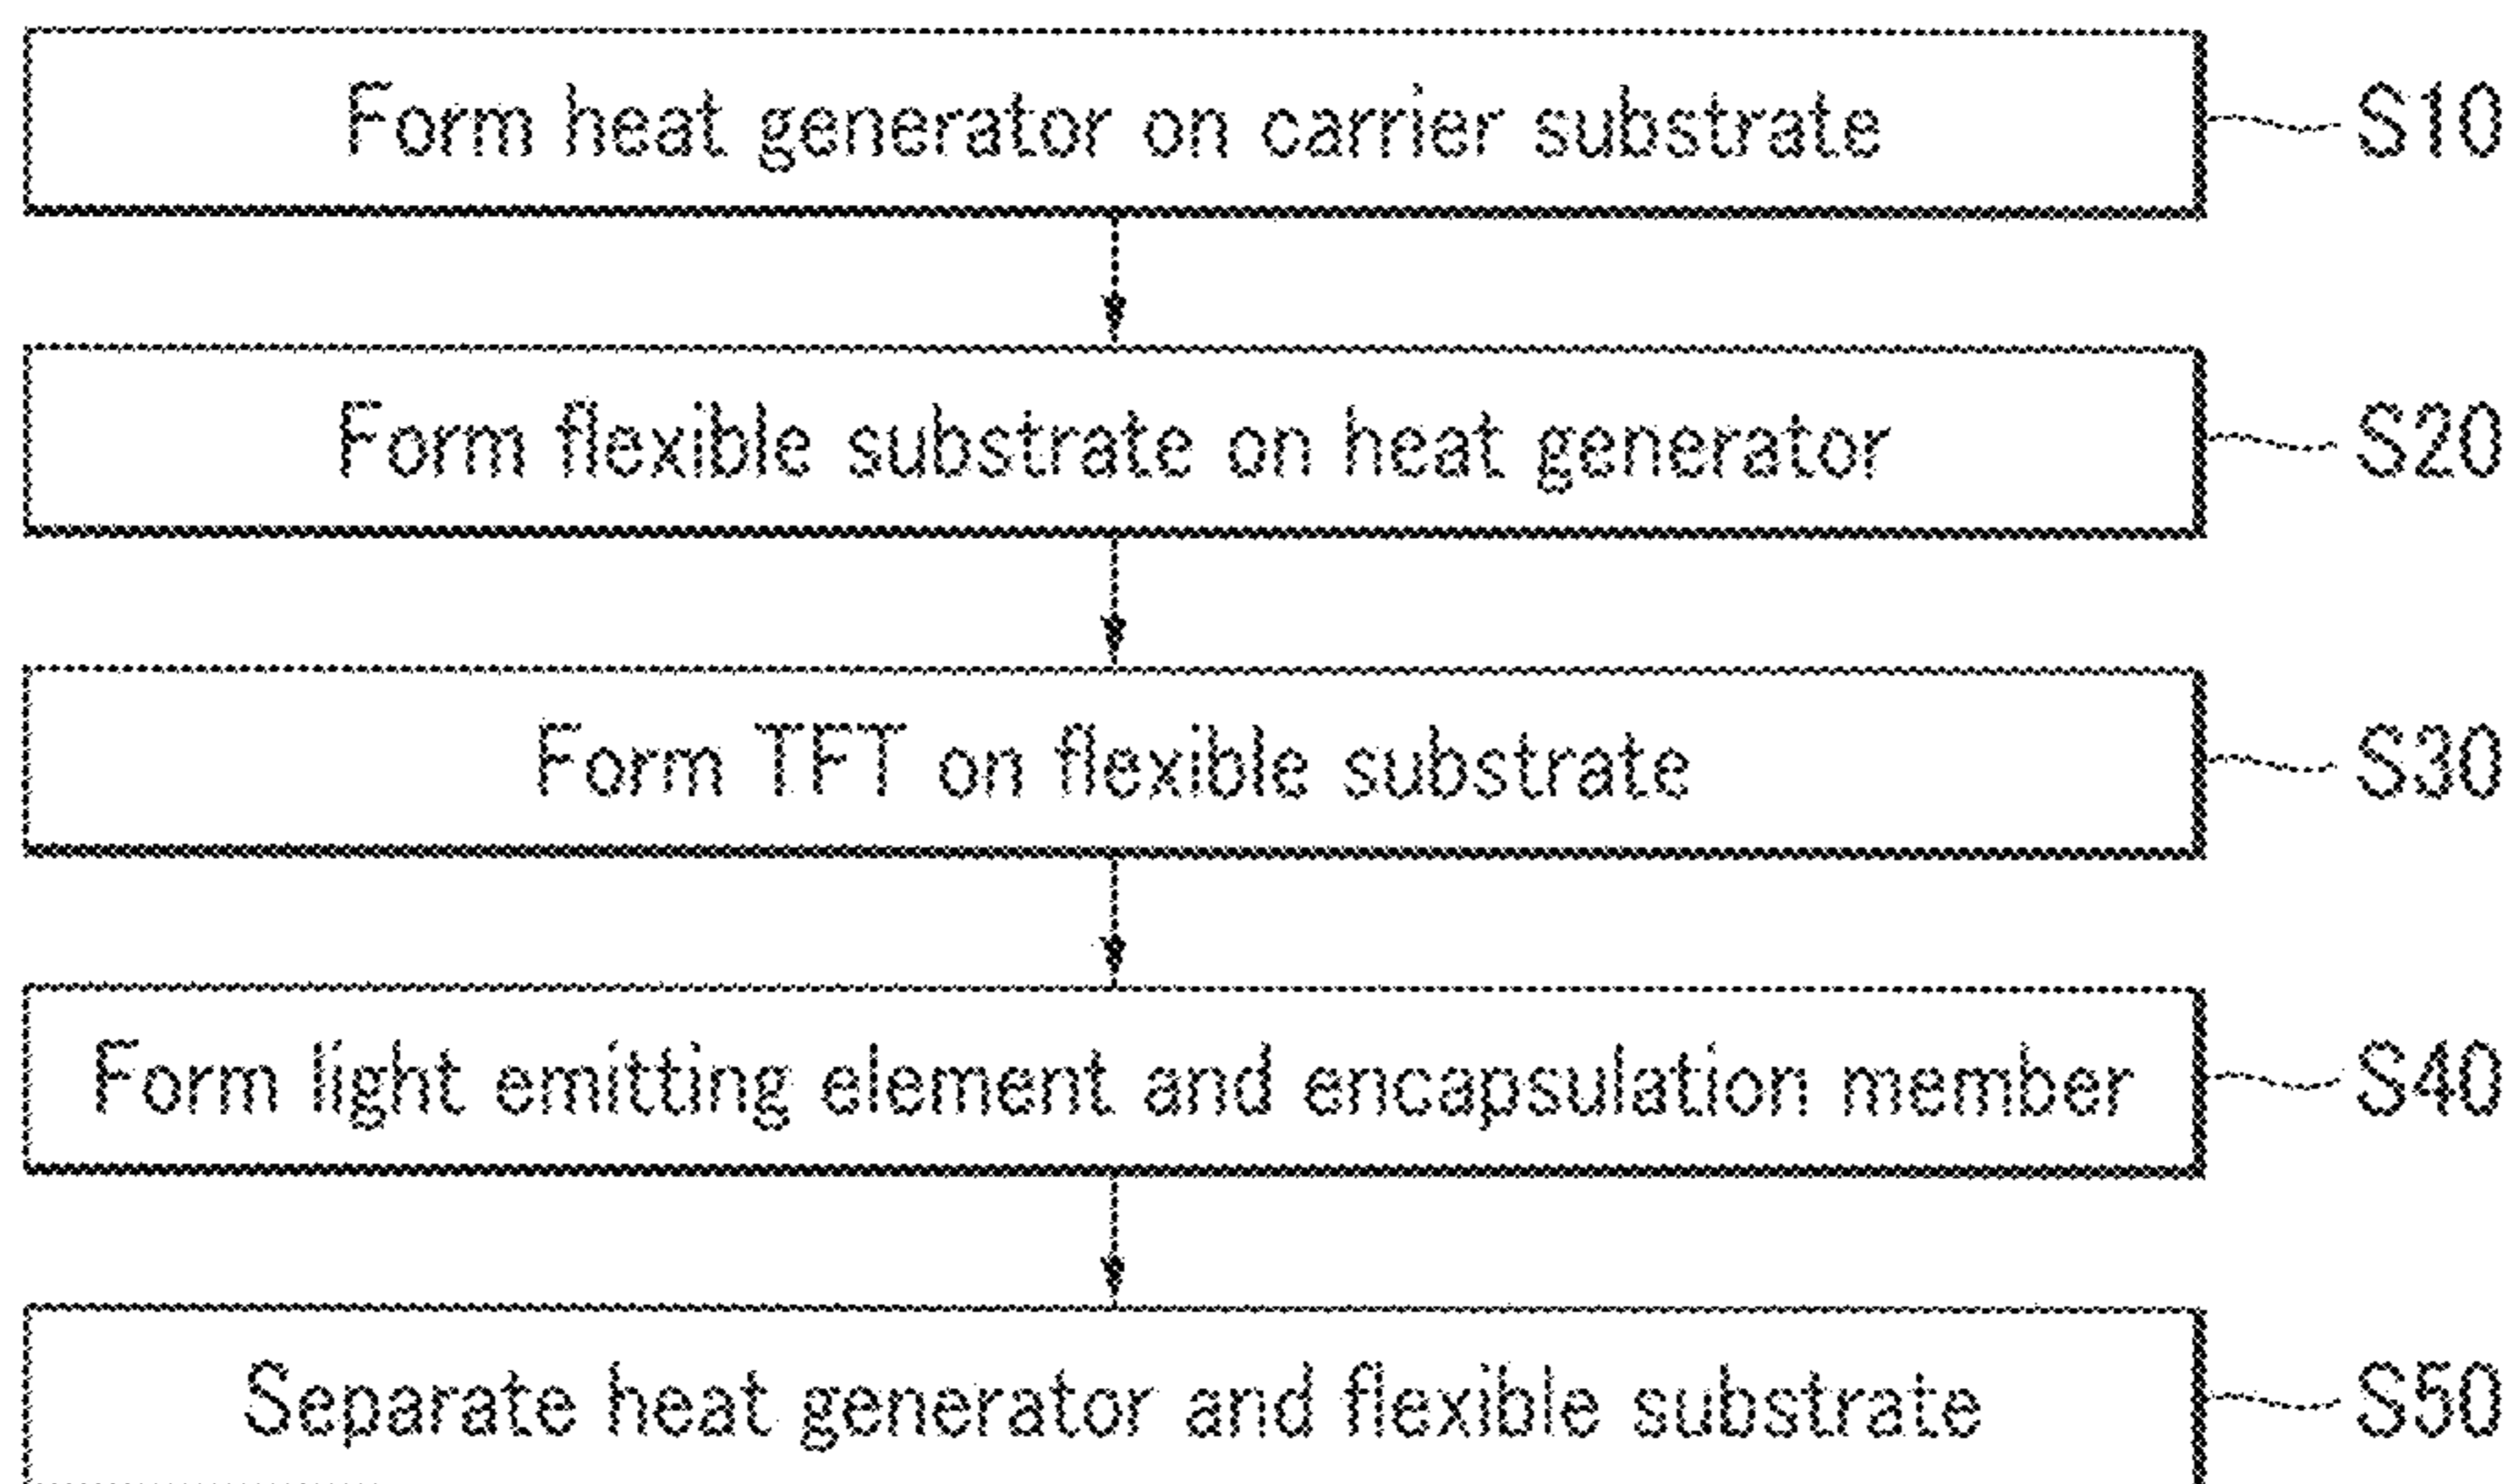 Form heat generator on carrier substrate S10
Form flexible substrate on heat generator S20
Form TFT on flexible substrate S30
Form light emitting element and encapsulation member S40
Separate heat generator and flexible substrate S50